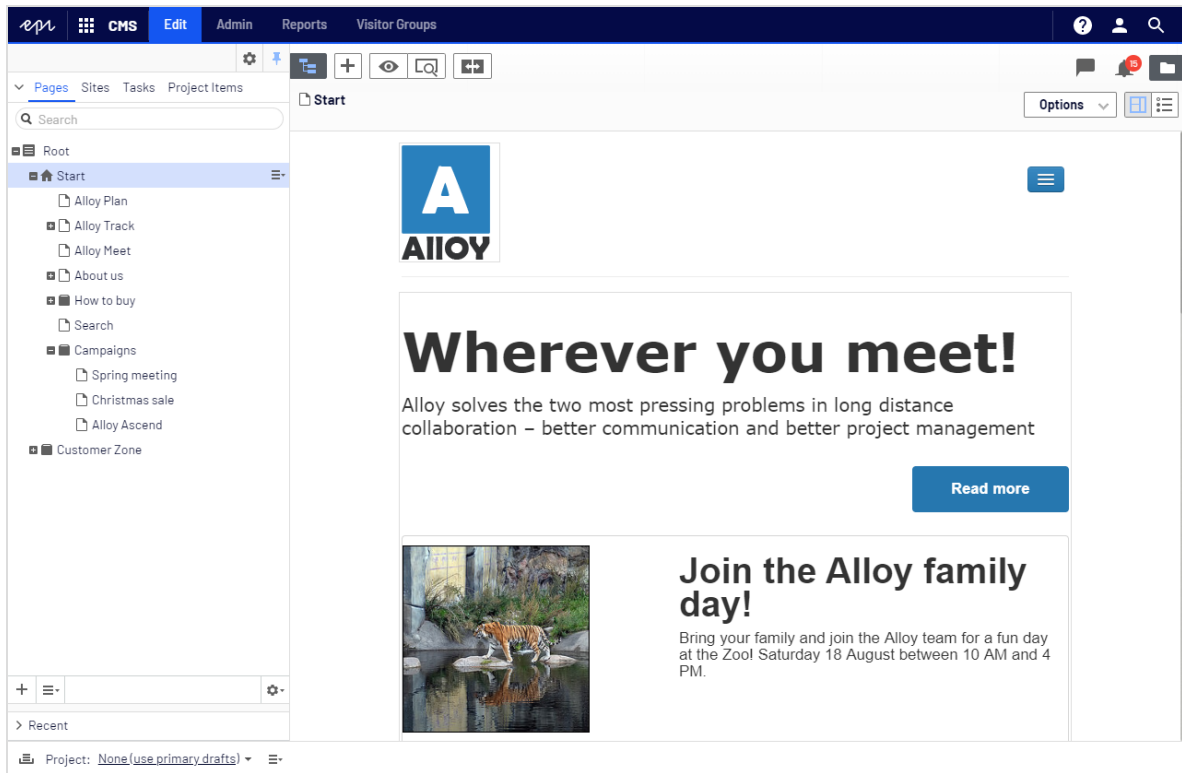 epi CMS Edit Admin Reports Visitor Groups ?
15
Pages Sites Tasks Project Items
Start
Options
Search
Root
Start
Alloy Plan
Alloy Track
Alloy Meet
About us
How to buy
Search
Campaigns
Spring meeting
Christmas sale
Alloy Ascend
Customer Zone
Recent
Project: None (use primary drafts)
A
AllOY
Wherever you meet!
Alloy solves the two most pressing problems in long distance
collaboration – better communication and better project management
Read more
Join the Alloy family
day!
Bring your family and join the Alloy team for a fun day
at the Zoo! Saturday 18 August between 10 AM and 4
PM.